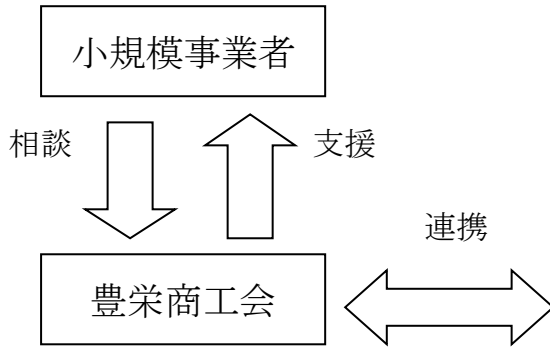 小規模事業者
相談
支援
連携
豊栄商工会